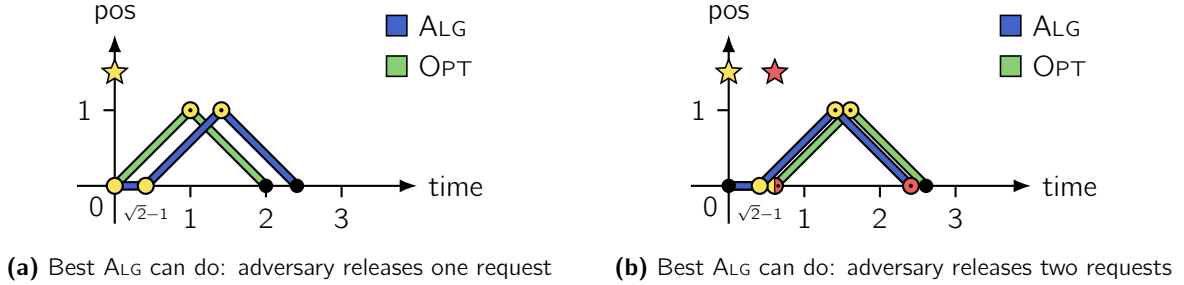 pos
ALG
OPT
1
0
√2−1
1
2
3
time
(a) Best ALG can do: adversary releases one request
pos
ALG
OPT
1
0
√2−1
1
2
3
time
(b) Best ALG can do: adversary releases two requests